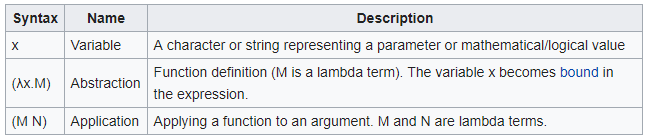 Syntax Name Description
x Variable A character or string representing a parameter or mathematical/logical value
(λx.M) Abstraction Function definition (M is a lambda term). The variable x becomes bound in
the expression.
(M N) Application Applying a function to an argument. M and N are lambda terms.